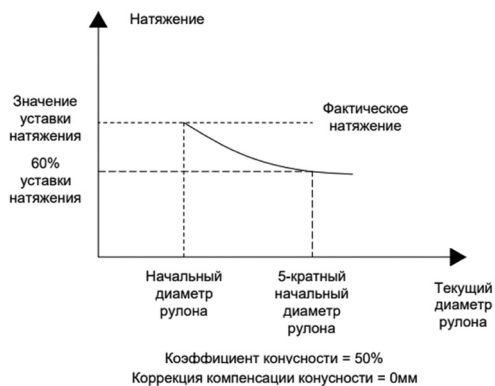 Натяжение
Значение
уставки
натяжения
Фактическое
натяжение
60%
уставки
натяжения
Начальный
диаметр
рулона
5-кратный
начальный
диаметр
рулона
Текущий
диаметр
рулона
Коэффициент конусности = 50%
Коррекция компенсации конусности = 0мм